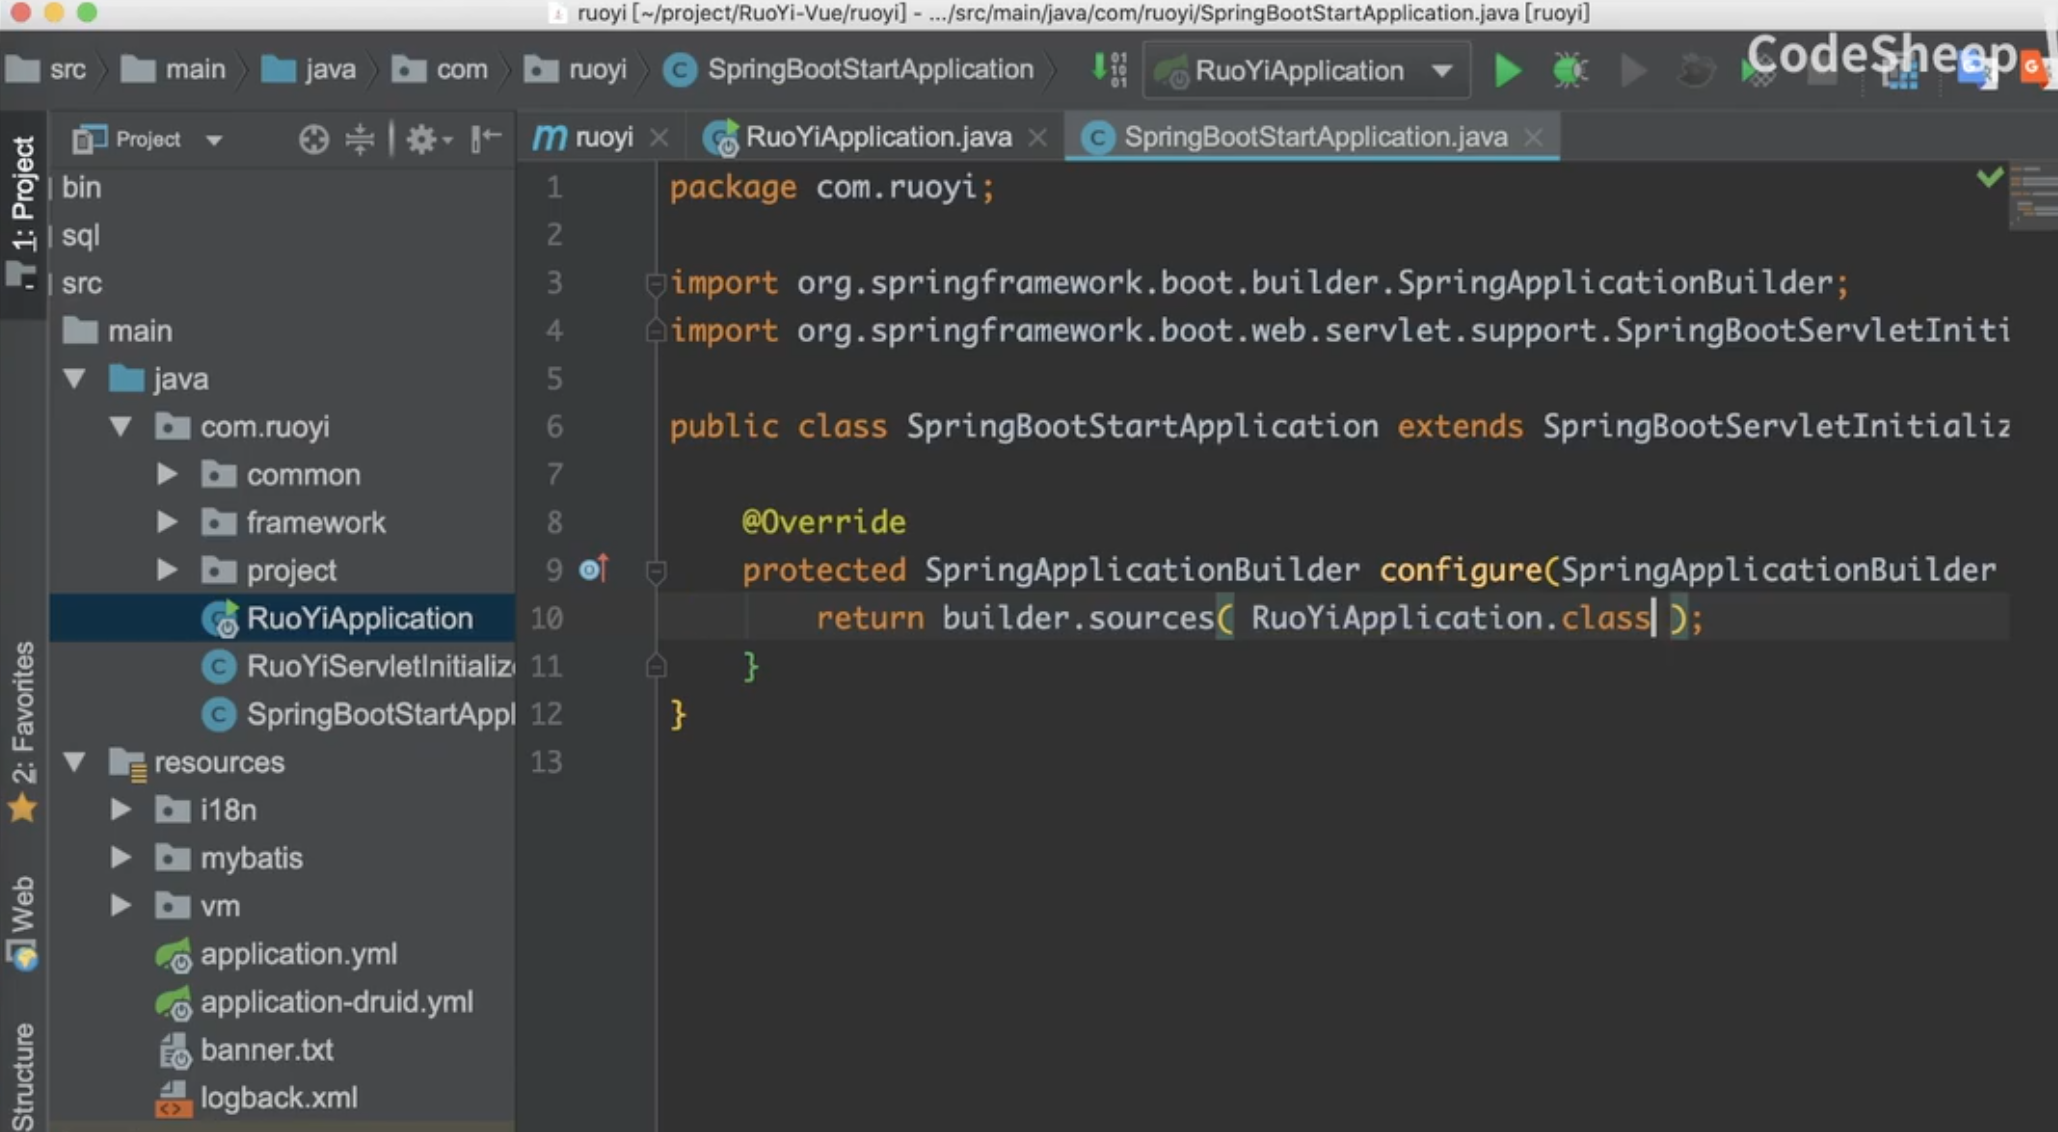 ruoyi [~/project/RuoYi-Vue/ruoyi] - .../src/main/java/com/ruoyi/SpringBootStartApplication.java [ruoyi]
src main java com ruoyi SpringBootStartApplication RuoYiApplication
CodeSheep
Project
ruoyi
RuoYiApplication.java
SpringBootStartApplication.java
1: Project
2: Favorites
Web
Structure
bin
sql
src
main
java
com.ruoyi
common
framework
project
RuoYiApplication
RuoYiServletInitialize
SpringBootStartAppl
resources
i18n
mybatis
vm
application.yml
application-druid.yml
banner.txt
logback.xml
1 package com.ruoyi;
2
3 import org.springframework.boot.builder.SpringApplicationBuilder;
4 import org.springframework.boot.web.servlet.support.SpringBootServletIniti
5
6 public class SpringBootStartApplication extends SpringBootServletInitializ
7
8 @Override
9 protected SpringApplicationBuilder configure(SpringApplicationBuilder
10 return builder.sources( RuoYiApplication.class );
11 }
12 }
13